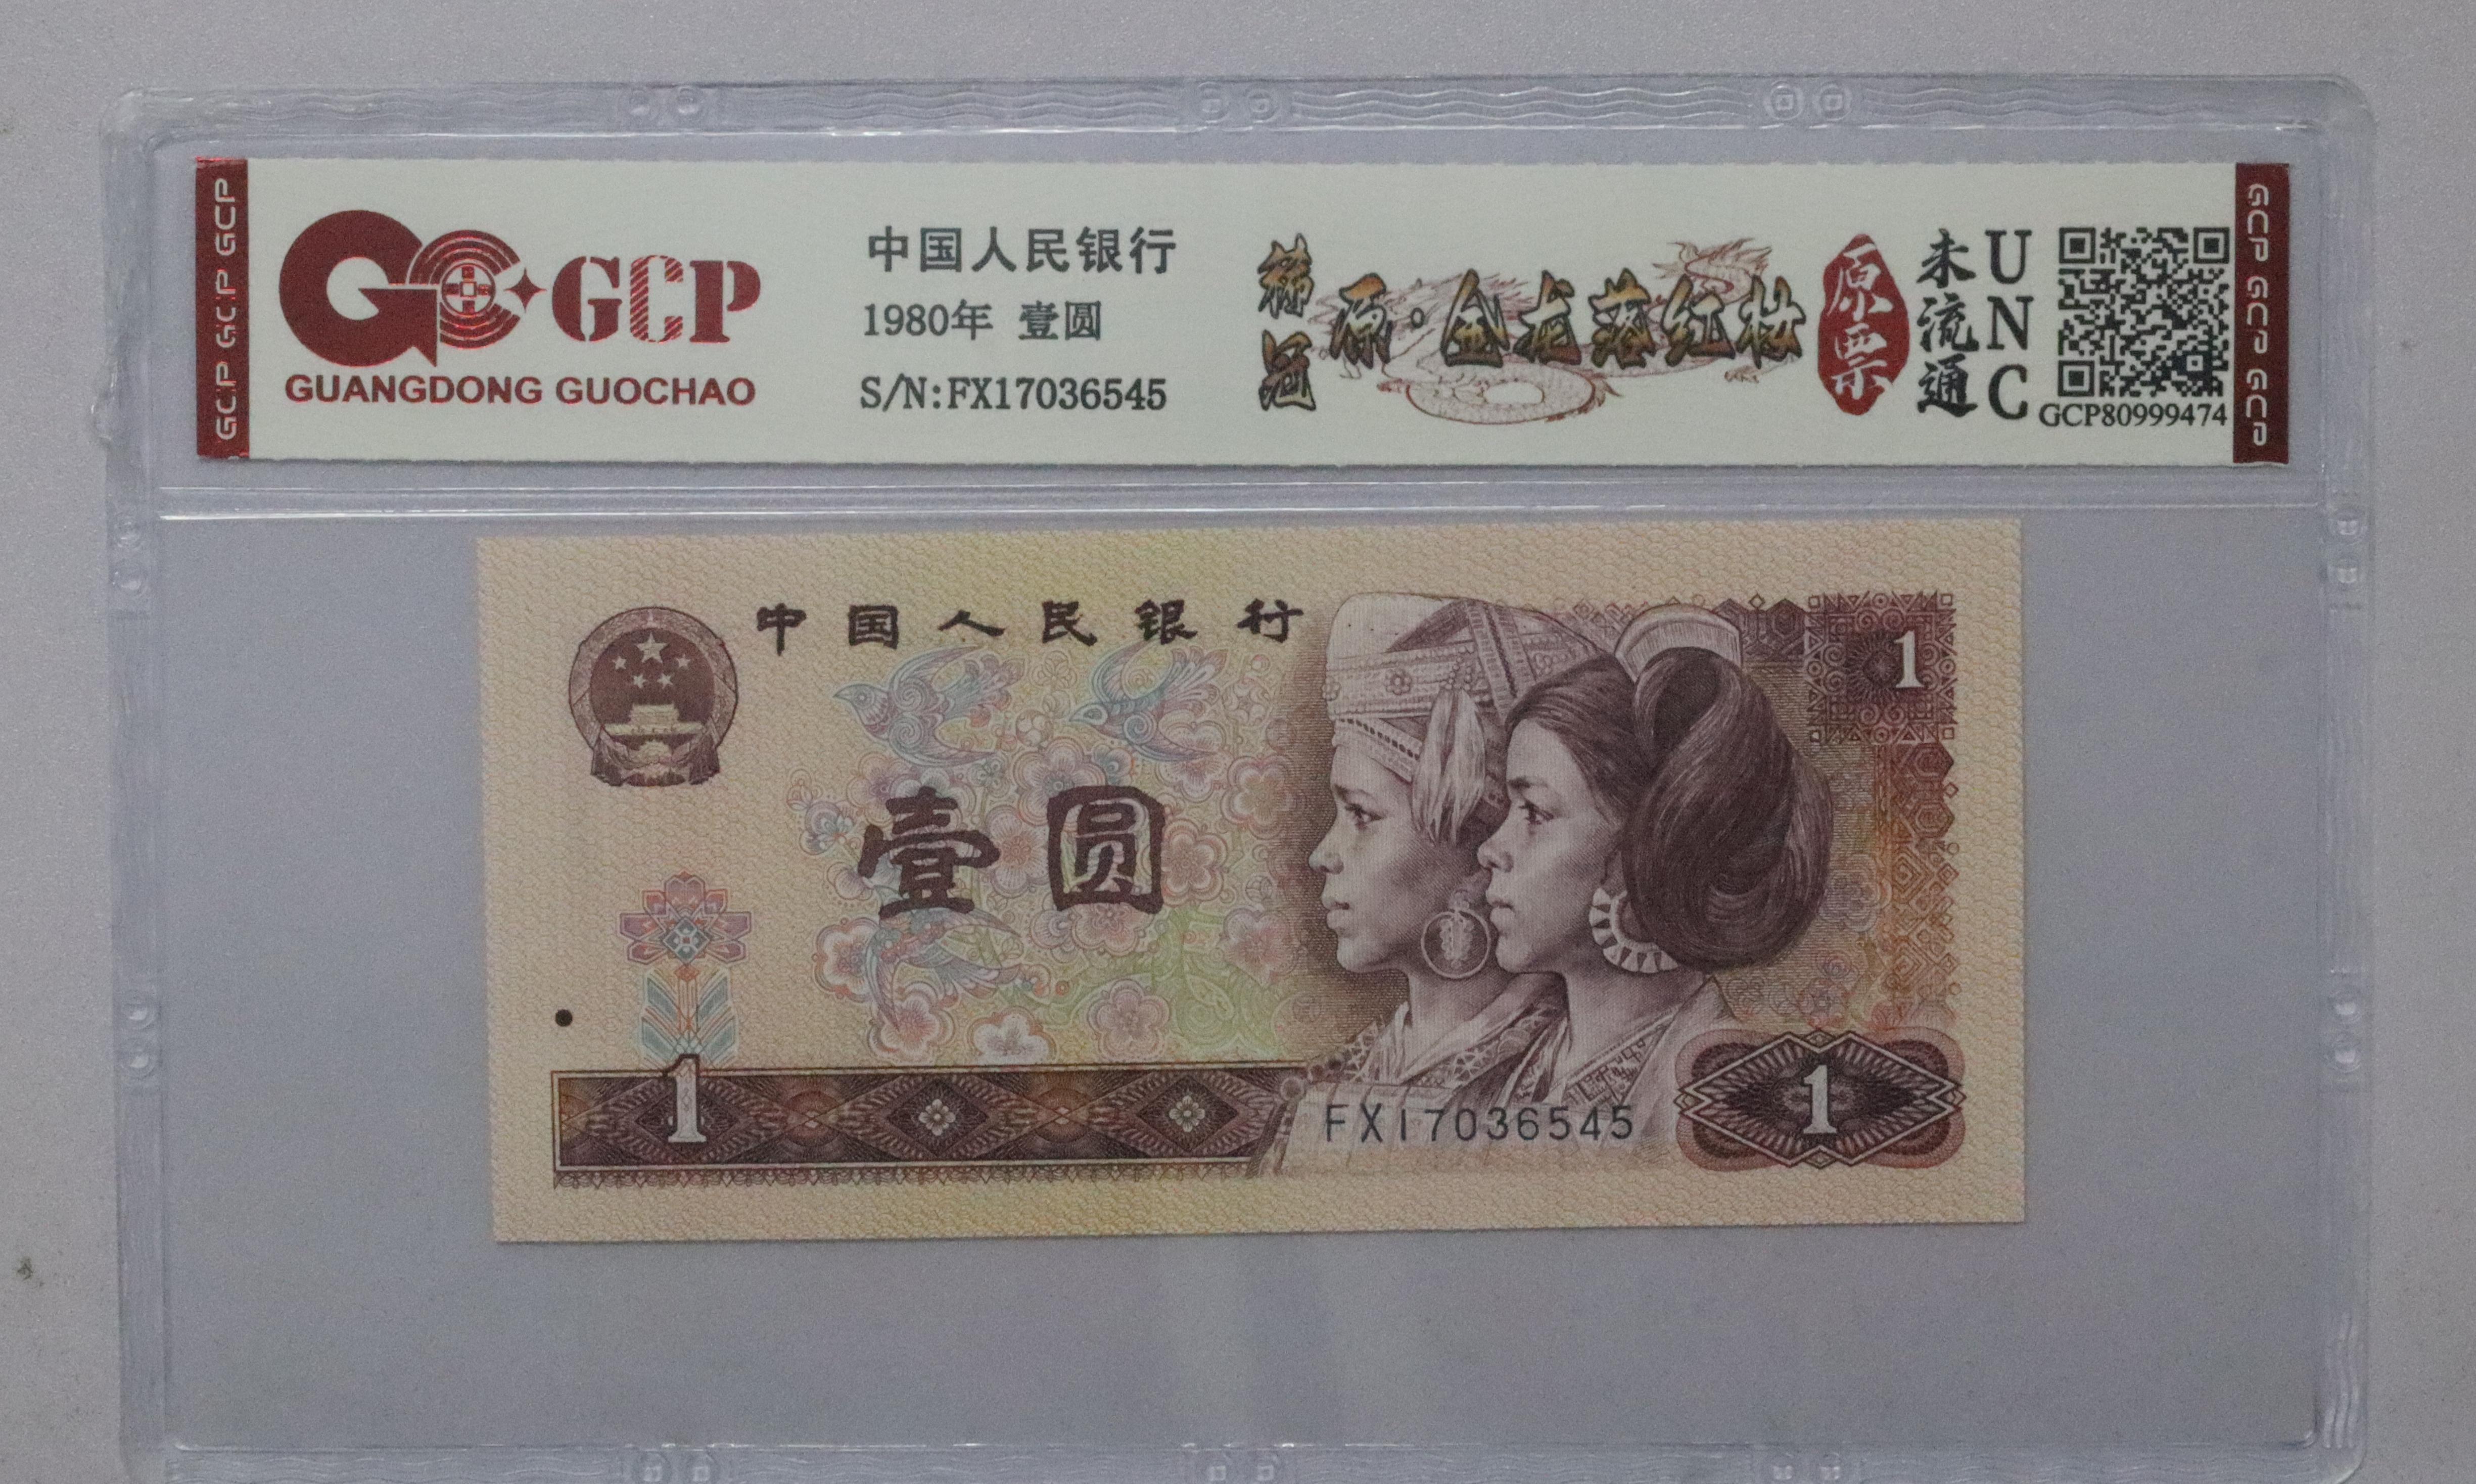 GCP GCP GCP GCP
GCP
GUANGDONG GUOCHAO
中国人民银行
1980年 壹圆
S/N:FX17036545
稀冠
原·金龙落红妆
原票
未流通
UNC
GCP80999474
GCP GCP GCP GCP
中国人民银行
1
壹圆
1
FX17036545
1